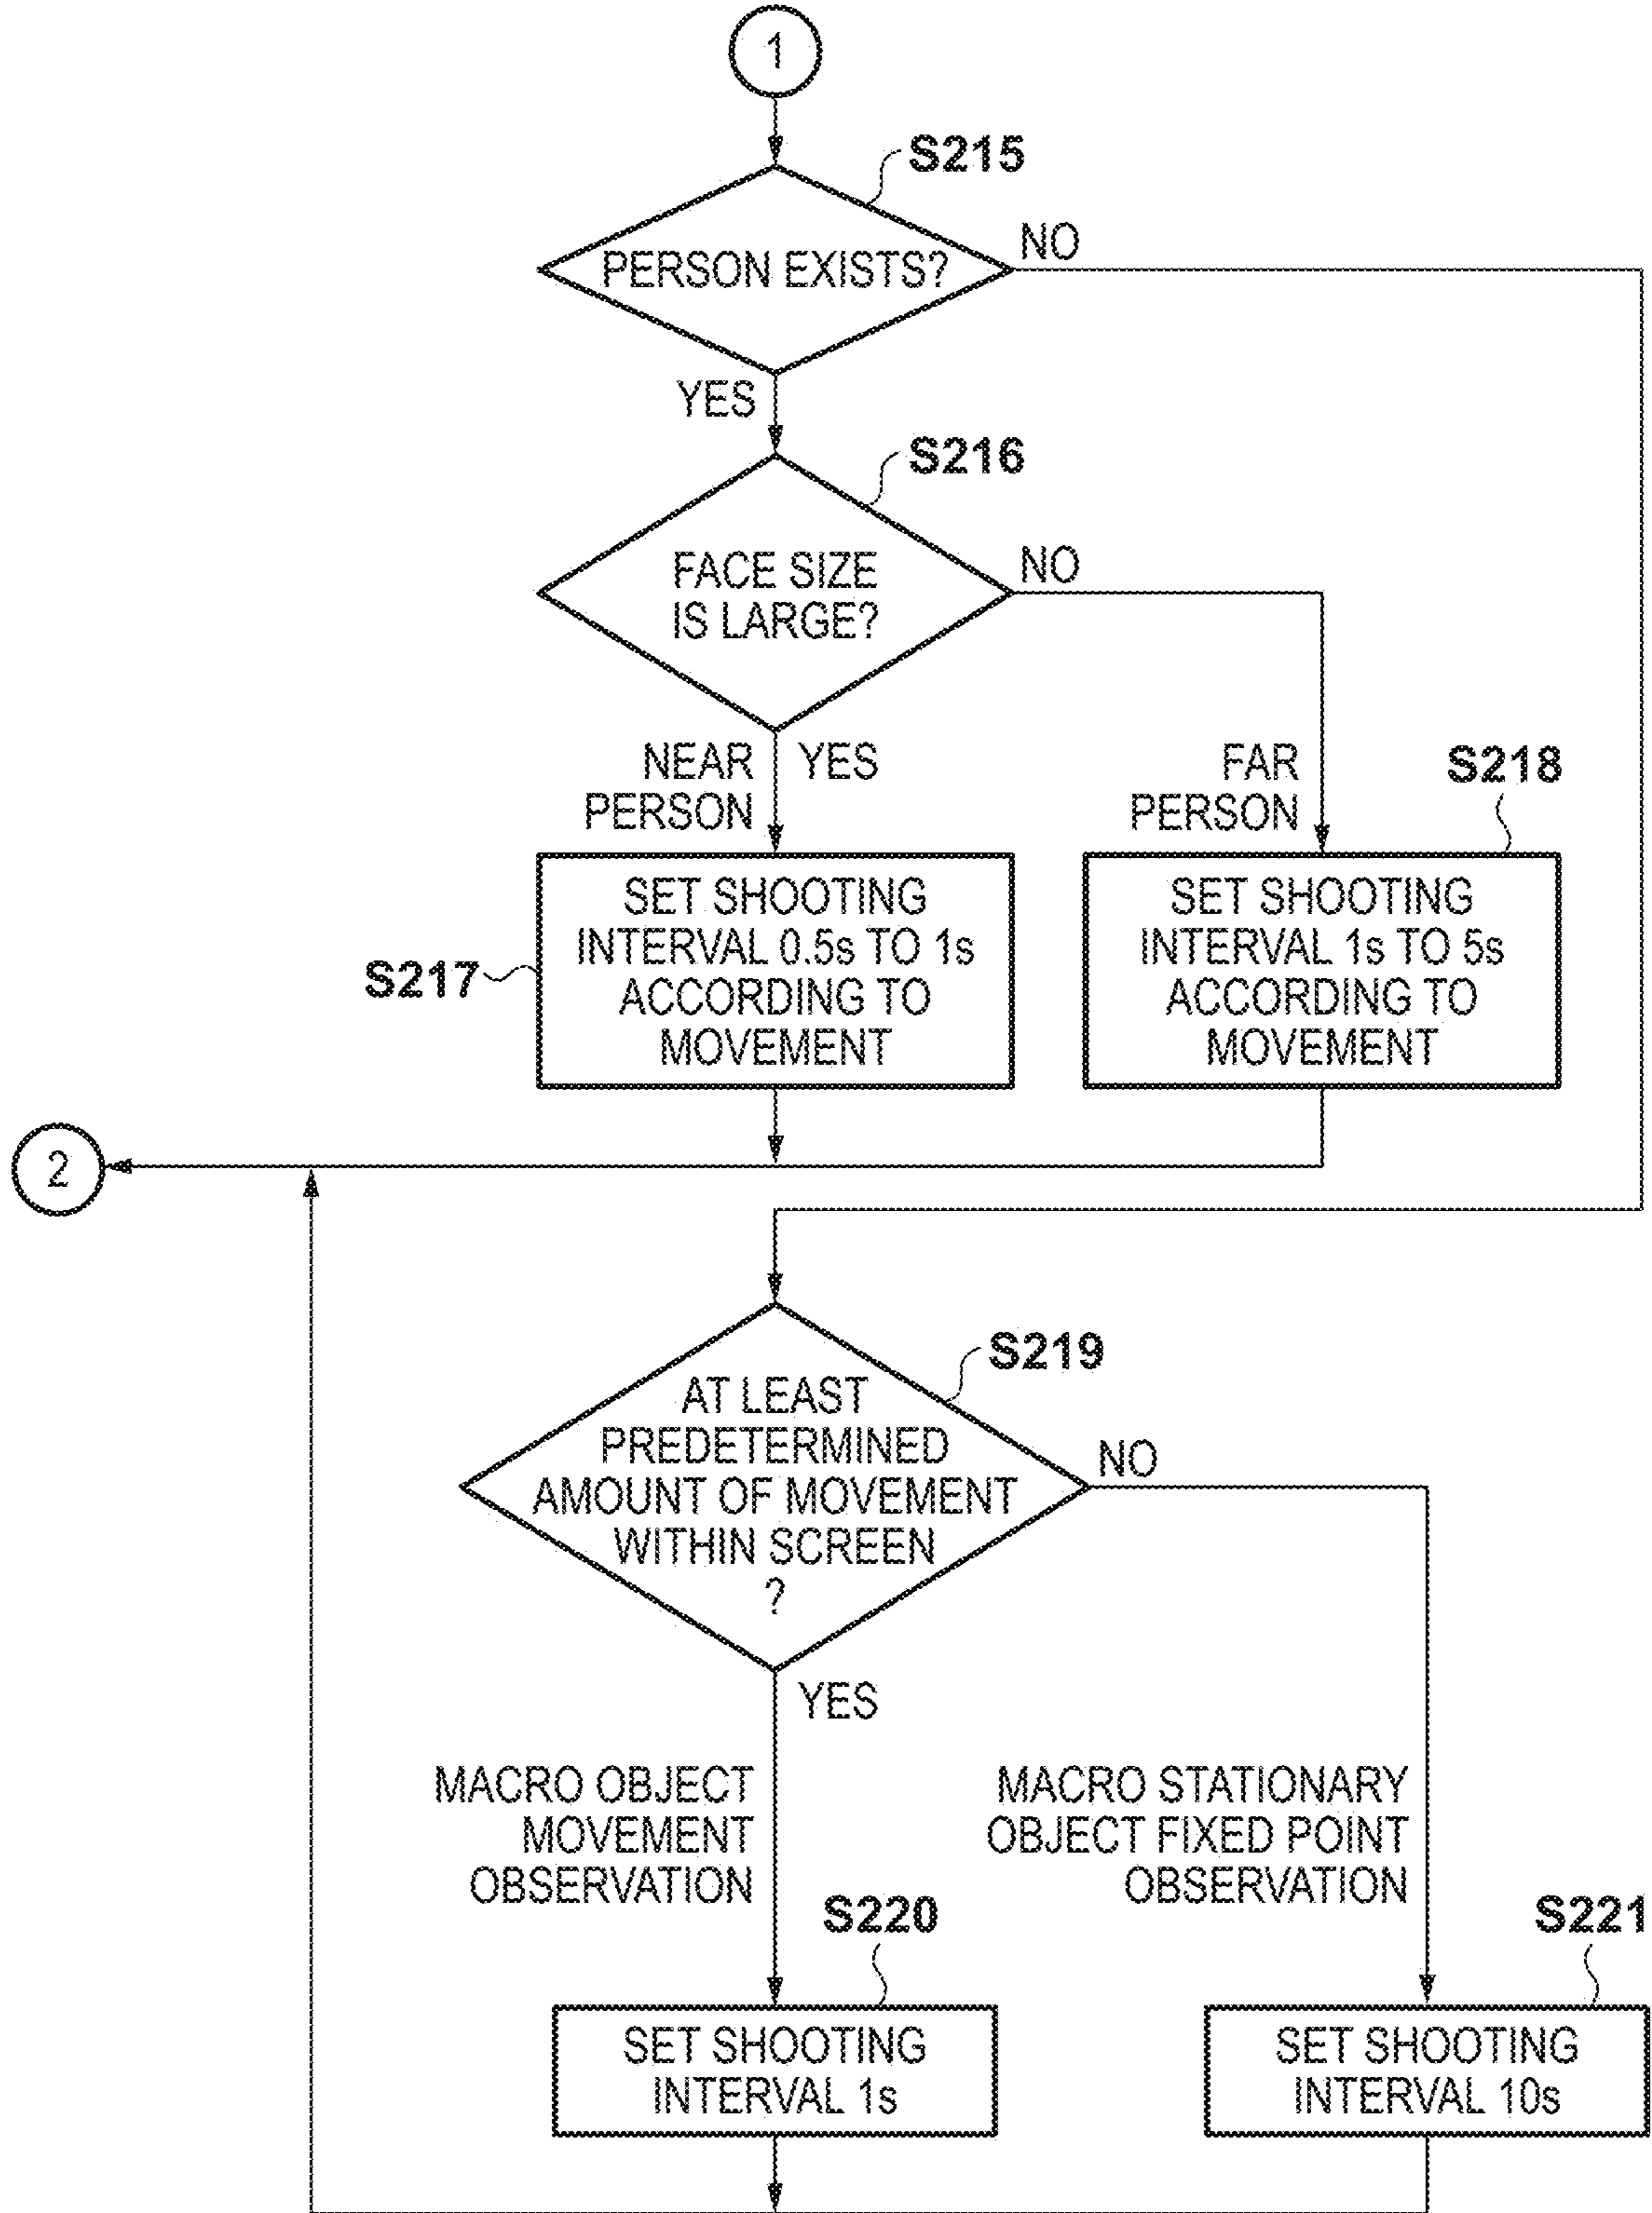 1
S215
PERSON EXISTS?
NO
YES
S216
FACE SIZE
IS LARGE?
NO
NEAR
PERSON
YES
FAR
PERSON
S218
S217
SET SHOOTING
INTERVAL 0.5s TO 1s
ACCORDING TO
MOVEMENT
SET SHOOTING
INTERVAL 1s TO 5s
ACCORDING TO
MOVEMENT
2
S219
AT LEAST
PREDETERMINED
AMOUNT OF MOVEMENT
WITHIN SCREEN
?
NO
YES
MACRO OBJECT
MOVEMENT
OBSERVATION
MACRO STATIONARY
OBJECT FIXED POINT
OBSERVATION
S220
S221
SET SHOOTING
INTERVAL 1s
SET SHOOTING
INTERVAL 10s